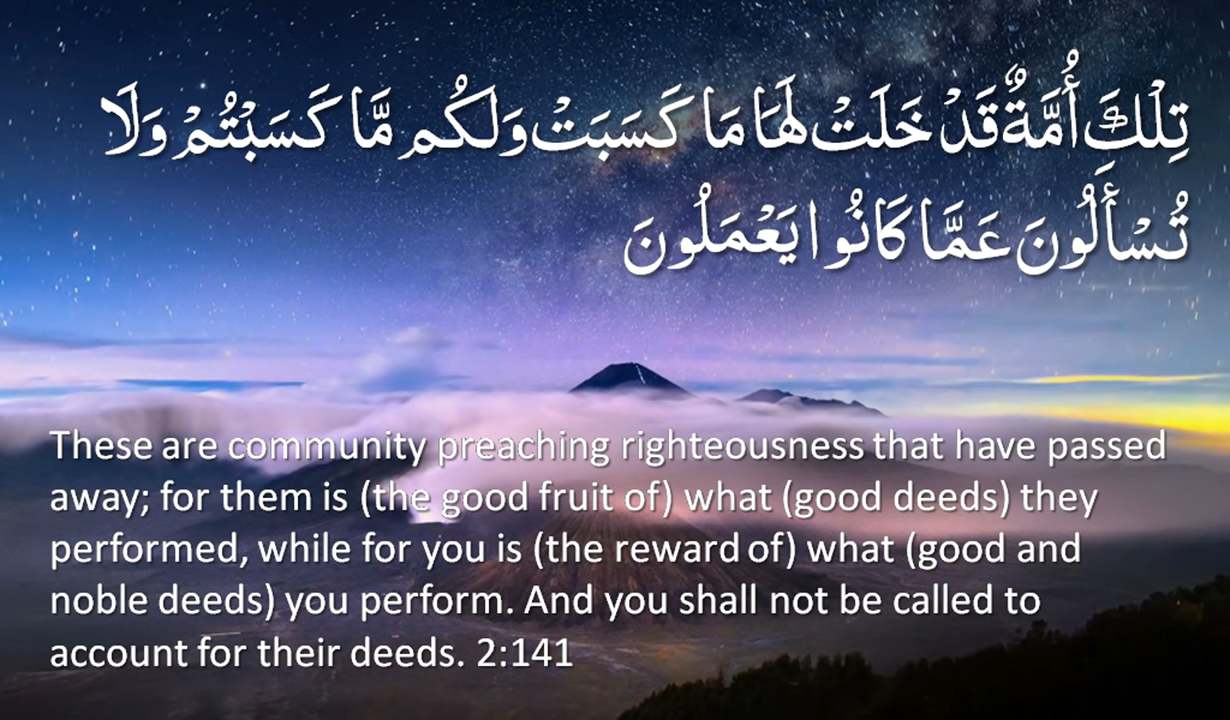 تِلْكَ أُمَّةٌ قَدْ خَلَتْ لَهَا مَا كَسَبَتْ وَلَكُم مَّا كَسَبْتُمْ وَلَا
تُسْأَلُونَ عَمَّا كَانُوا يَعْمَلُونَ
These are community preaching righteousness that have passed
away; for them is (the good fruit of) what (good deeds) they
performed, while for you is (the reward of) what (good and
noble deeds) you perform. And you shall not be called to
account for their deeds. 2:141